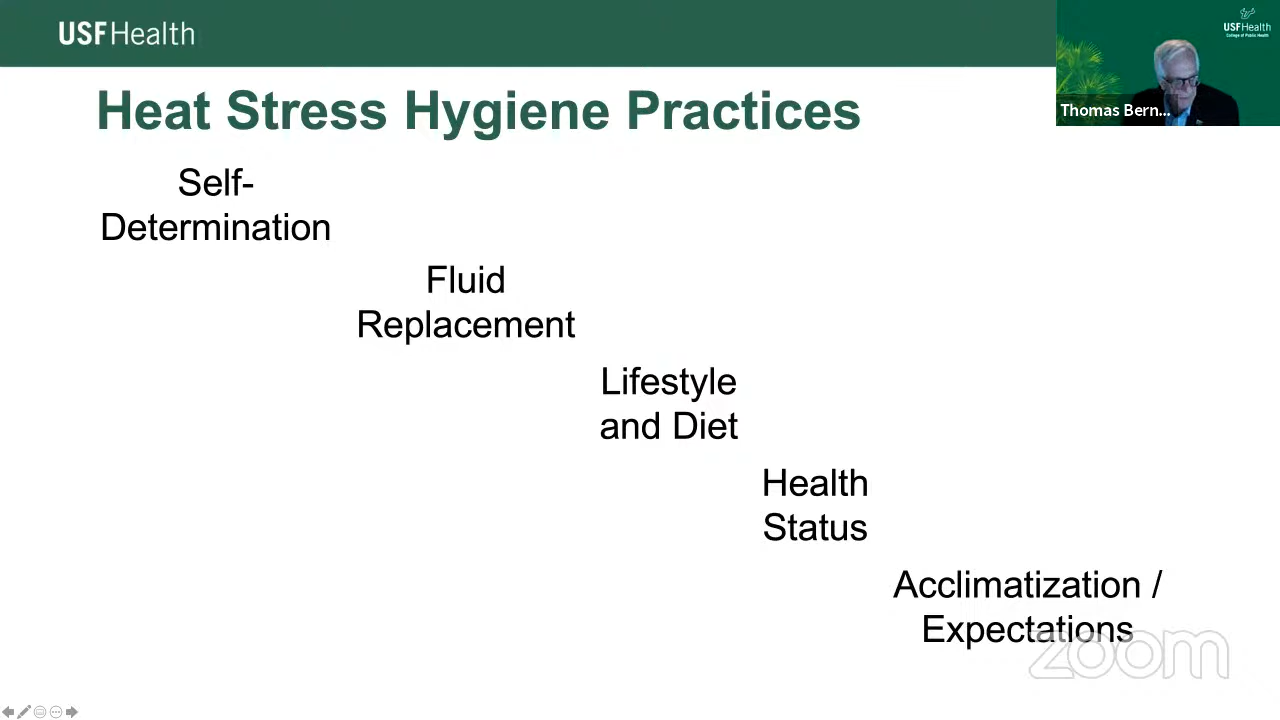 USF Health
USF Health
College of Public Health
Thomas Bern...
Heat Stress Hygiene Practices
Self-
Determination
Fluid
Replacement
Lifestyle
and Diet
Health
Status
Acclimatization /
Expectations
zoom